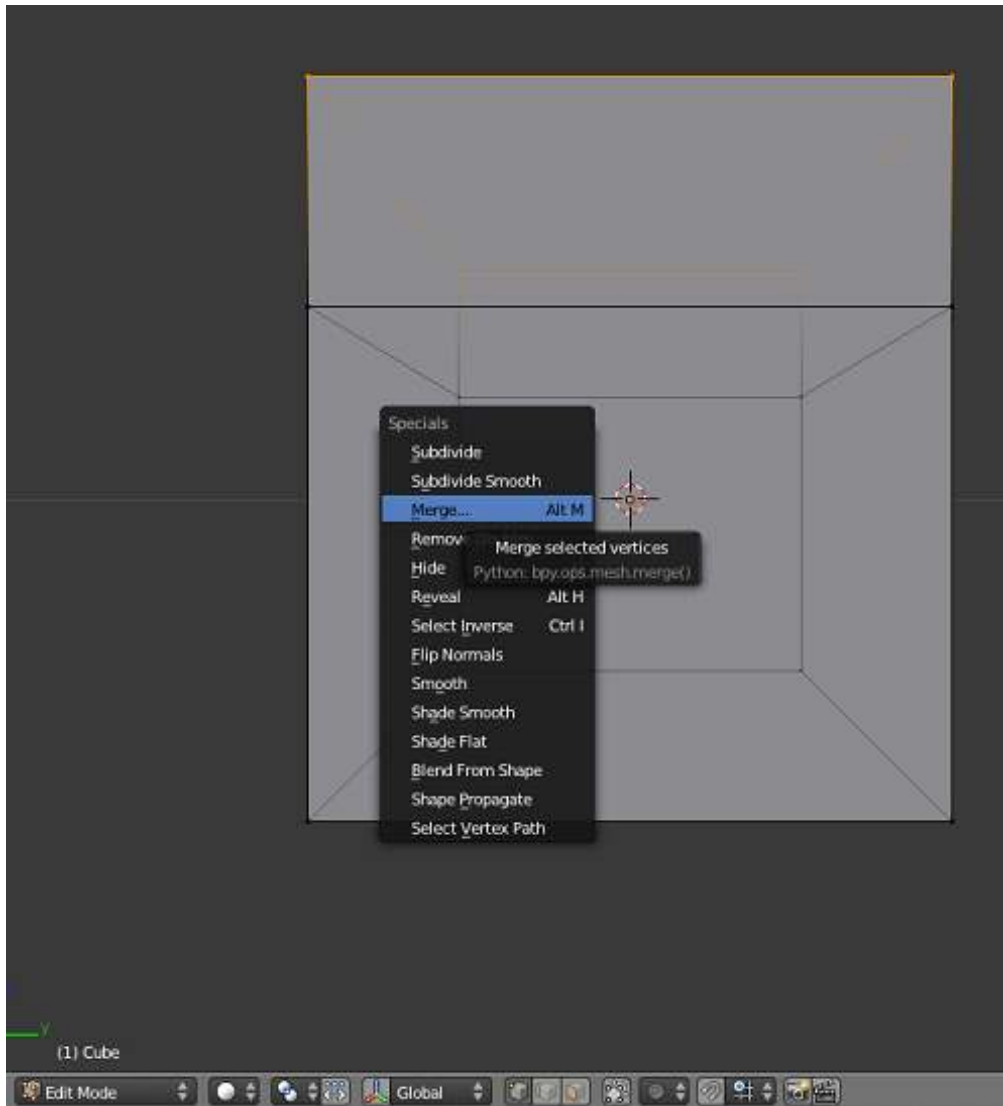 Specials
Subdivide
Subdivide Smooth
Merge... Alt M
Remov
Merge selected vertices
Hide
Python: bpy.ops.mesh.merge()
Reveal Alt H
Select Inverse Ctrl I
Flip Normals
Smooth
Shade Smooth
Shade Flat
Blend From Shape
Shape Propagate
Select Vertex Path
y
(1) Cube
Edit Mode Global